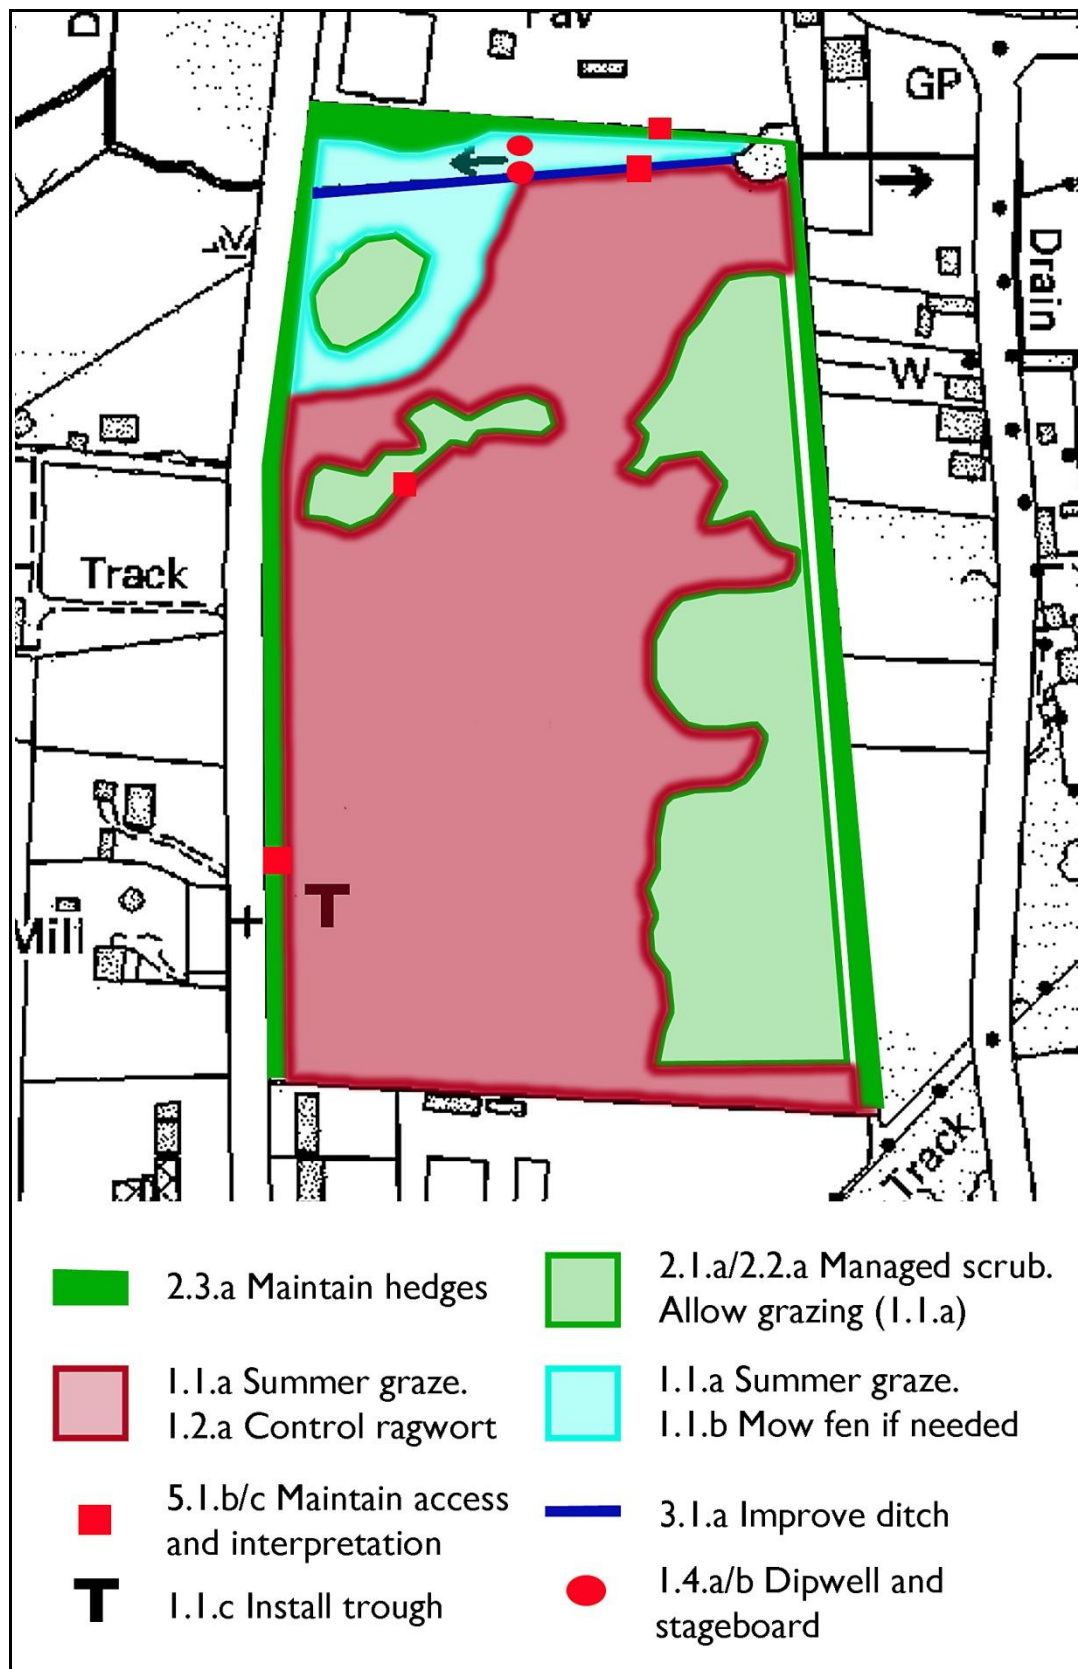 GP
Drain
W
Track
T
Track
2.3.a Maintain hedges
2.1.a/2.2.a Managed scrub.
Allow grazing (1.1.a)
1.1.a Summer graze.
1.2.a Control ragwort
1.1.a Summer graze.
1.1.b Mow fen if needed
5.1.b/c Maintain access
and interpretation
3.1.a Improve ditch
T
1.1.c Install trough
1.4.a/b Dipwell and
stageboard